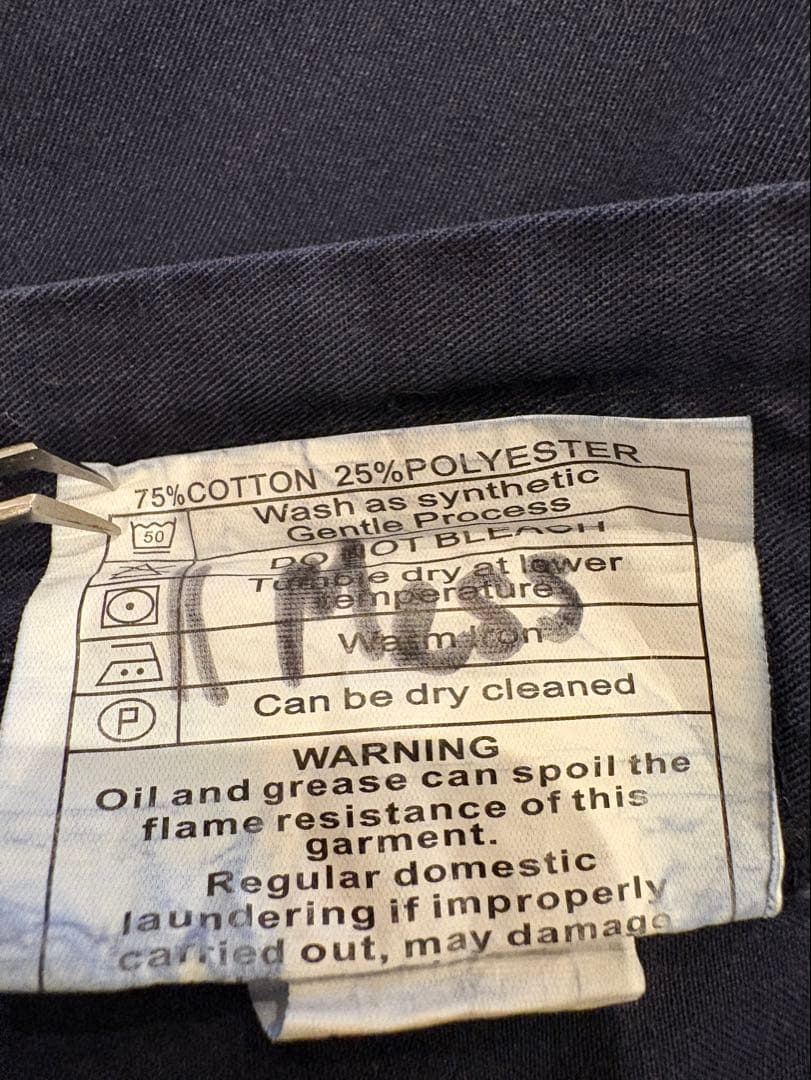 75%COTTON 25%POLYESTER
50
Wash as synthetic
Gentle Process
DO NOT BLEACH
Tumble dry at lower
temperature
Warm Iron
P
Can be dry cleaned
WARNING
Oil and grease can spoil the
flame resistance of this
garment.
Regular domestic
laundering if improperly
carried out, may damage